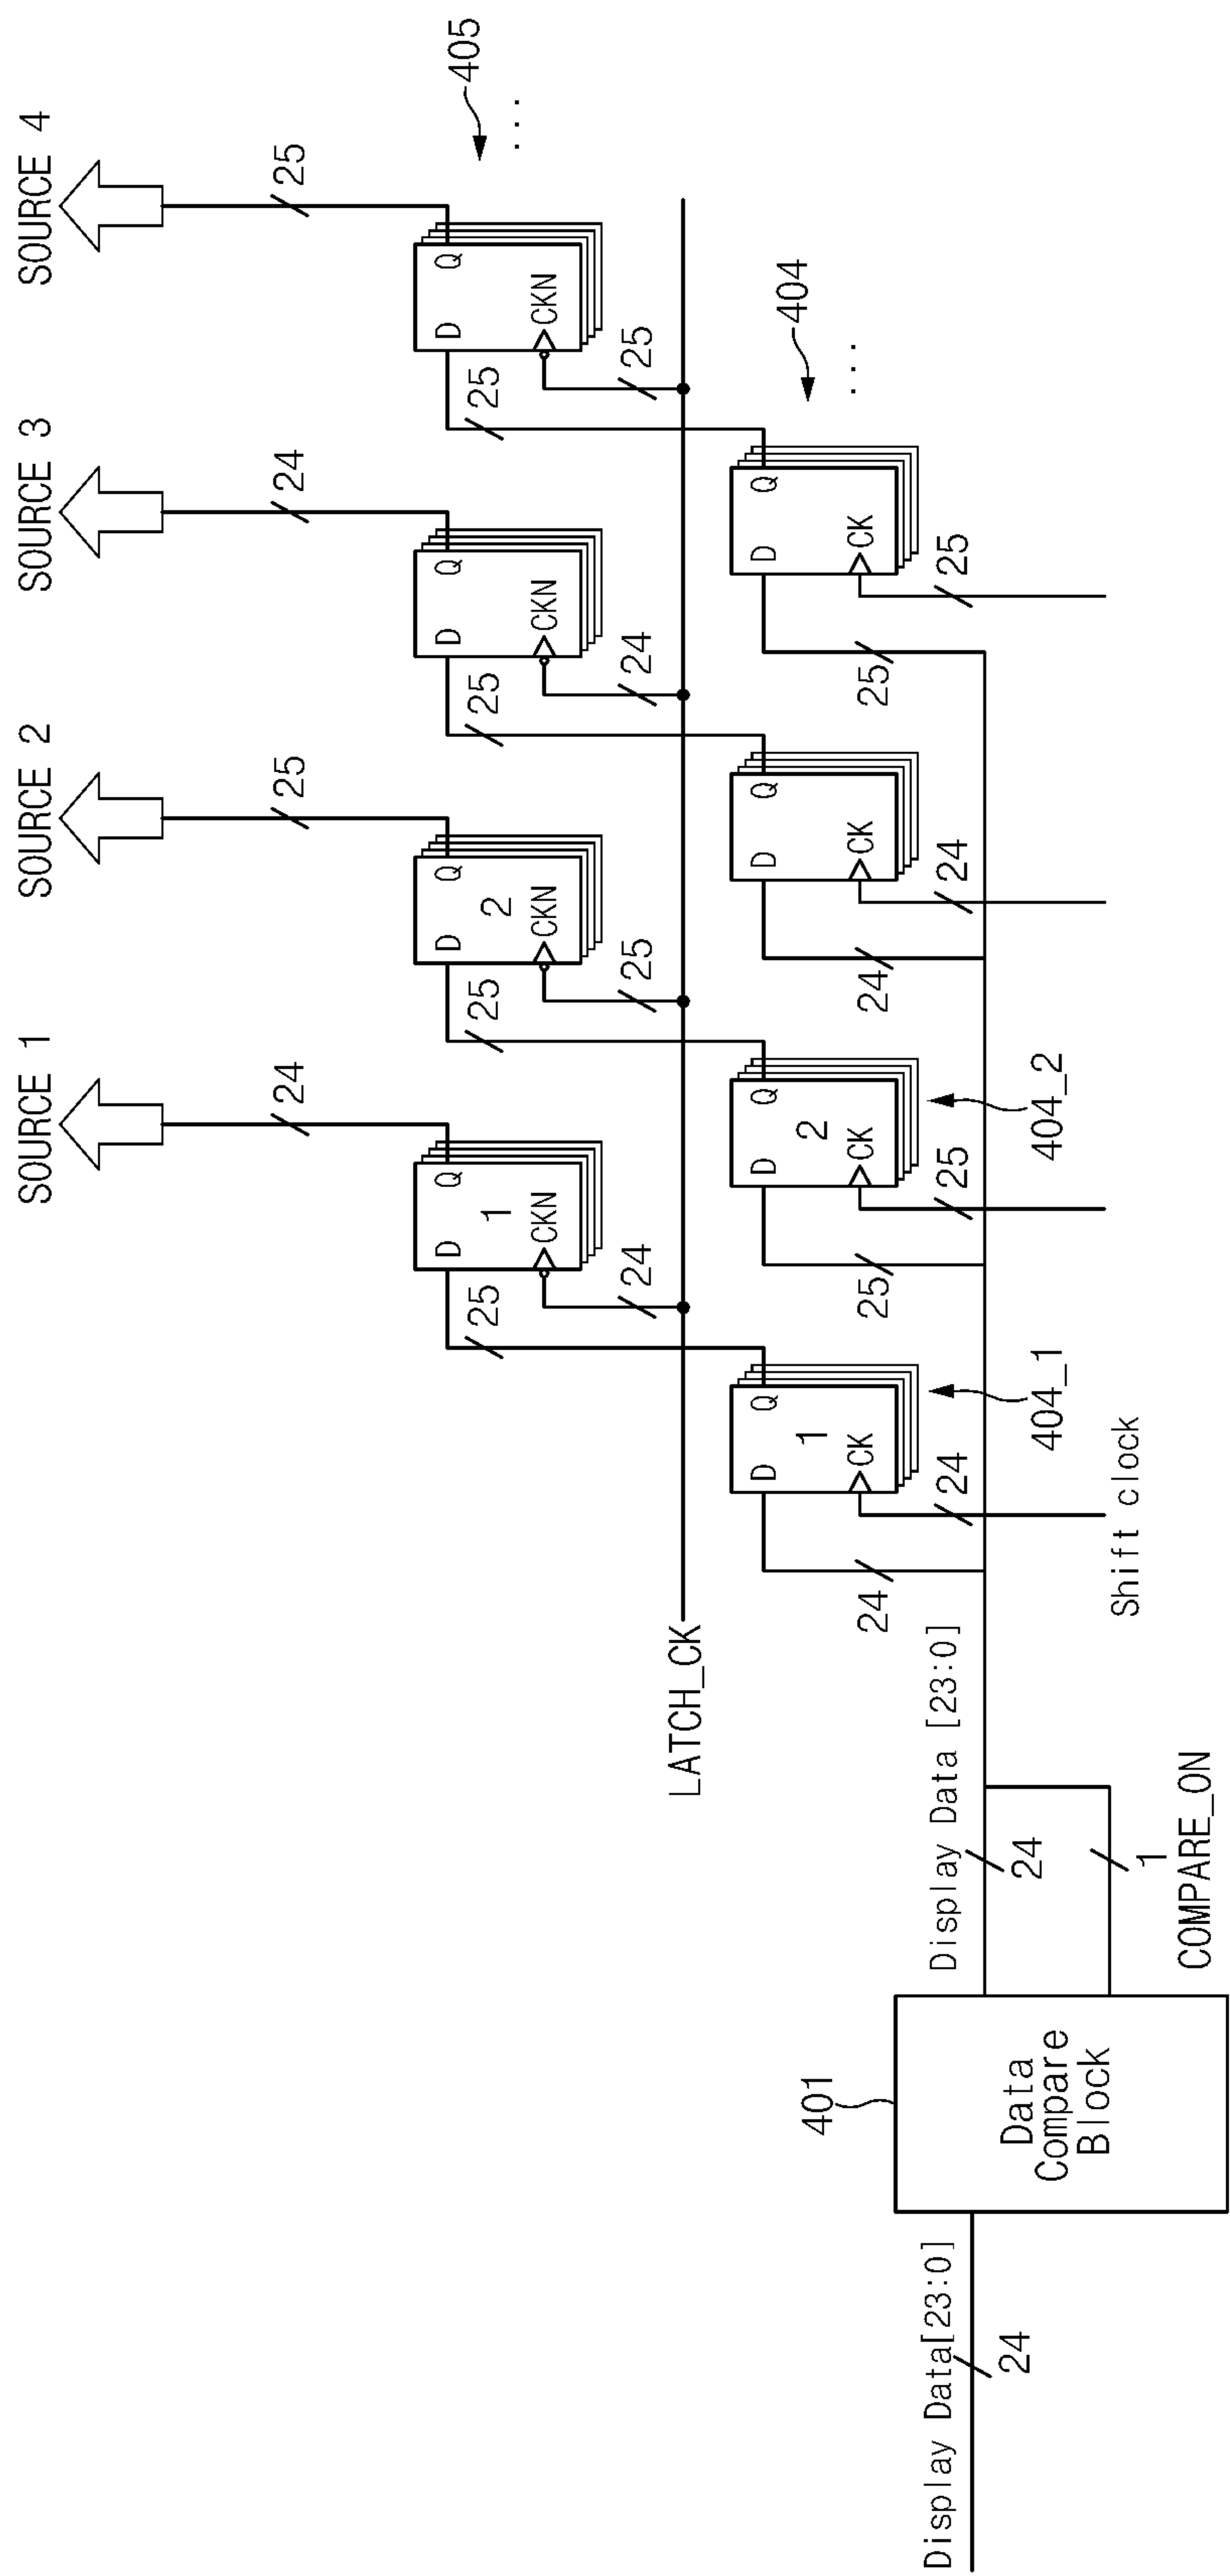 SOURCE 1
SOURCE 2
SOURCE 3
SOURCE 4
24
25
24
25
405
...
D
Q
1
CKN
D
Q
2
CKN
D
Q
CKN
D
Q
CKN
25
25
25
25
24
25
24
25
LATCH_CK
404
...
D
Q
1
CK
D
Q
2
CK
D
Q
CK
D
Q
CK
24
25
24
25
24
25
24
25
404_1
404_2
Shift clock
401
Display Data[23:0]
24
Data
Compare
Block
Display Data [23:0]
24
1
COMPARE_ON